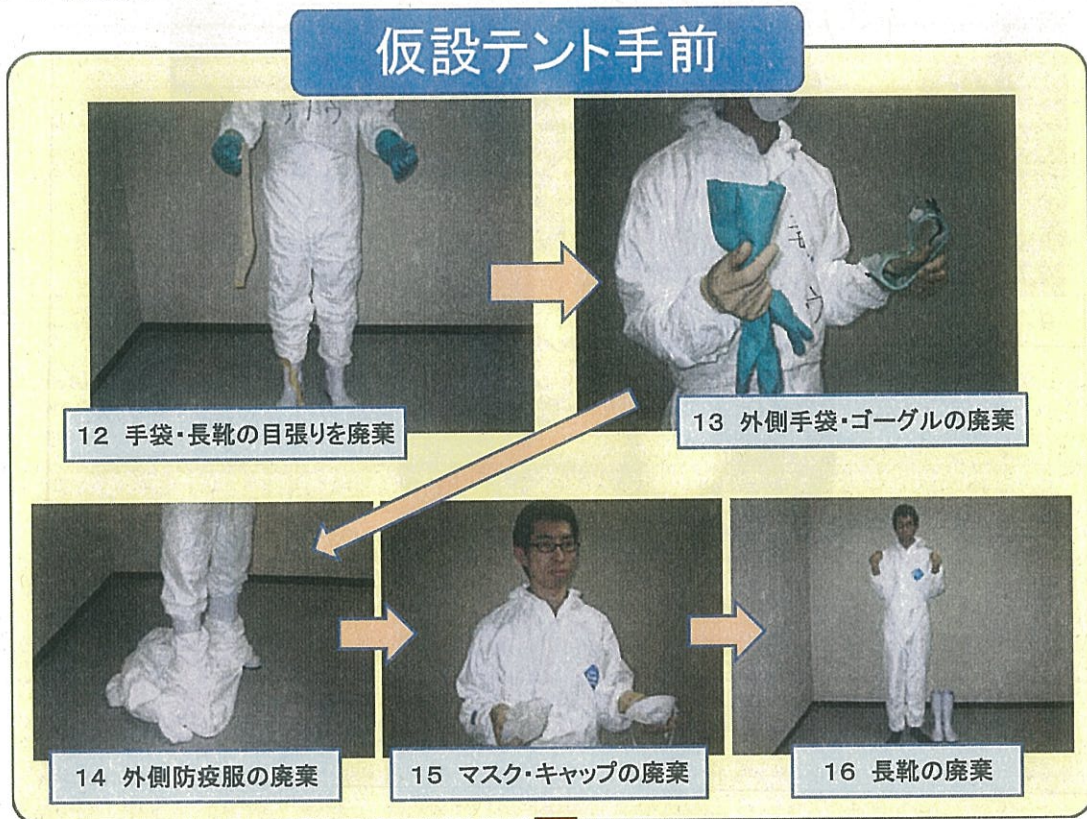 仮設テント手前
12 手袋・長靴の目張りを廃棄
13 外側手袋・ゴーグルの廃棄
14 外側防疫服の廃棄
15 マスク・キャップの廃棄
16 長靴の廃棄